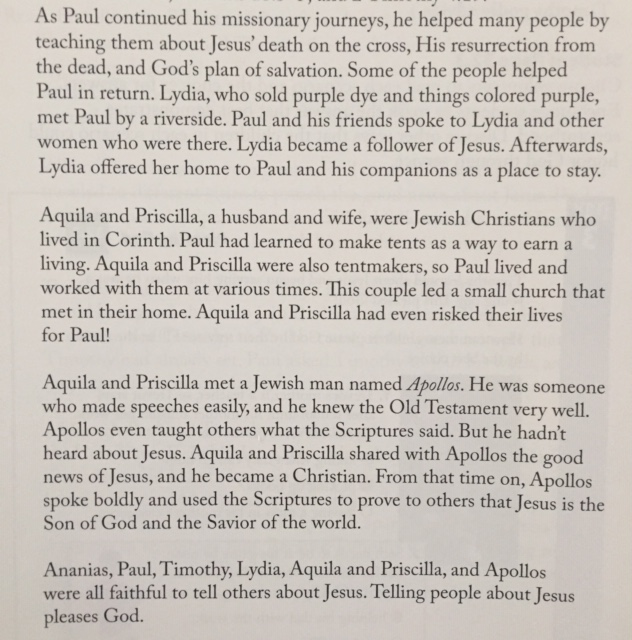 As Paul continued his missionary journeys, he helped many people by
teaching them about Jesus' death on the cross, His resurrection from
the dead, and God's plan of salvation. Some of the people helped
Paul in return. Lydia, who sold purple dye and things colored purple,
met Paul by a riverside. Paul and his friends spoke to Lydia and other
women who were there. Lydia became a follower of Jesus. Afterwards,
Lydia offered her home to Paul and his companions as a place to stay.
Aquila and Priscilla, a husband and wife, were Jewish Christians who
lived in Corinth. Paul had learned to make tents as a way to earn a
living. Aquila and Priscilla were also tentmakers, so Paul lived and
worked with them at various times. This couple led a small church that
met in their home. Aquila and Priscilla had even risked their lives
for Paul!
Aquila and Priscilla met a Jewish man named Apollos. He was someone
who made speeches easily, and he knew the Old Testament very well.
Apollos even taught others what the Scriptures said. But he hadn't
heard about Jesus. Aquila and Priscilla shared with Apollos the good
news of Jesus, and he became a Christian. From that time on, Apollos
spoke boldly and used the Scriptures to prove to others that Jesus is the
Son of God and the Savior of the world.
Ananias, Paul, Timothy, Lydia, Aquila and Priscilla, and Apollos
were all faithful to tell others about Jesus. Telling people about Jesus
pleases God.